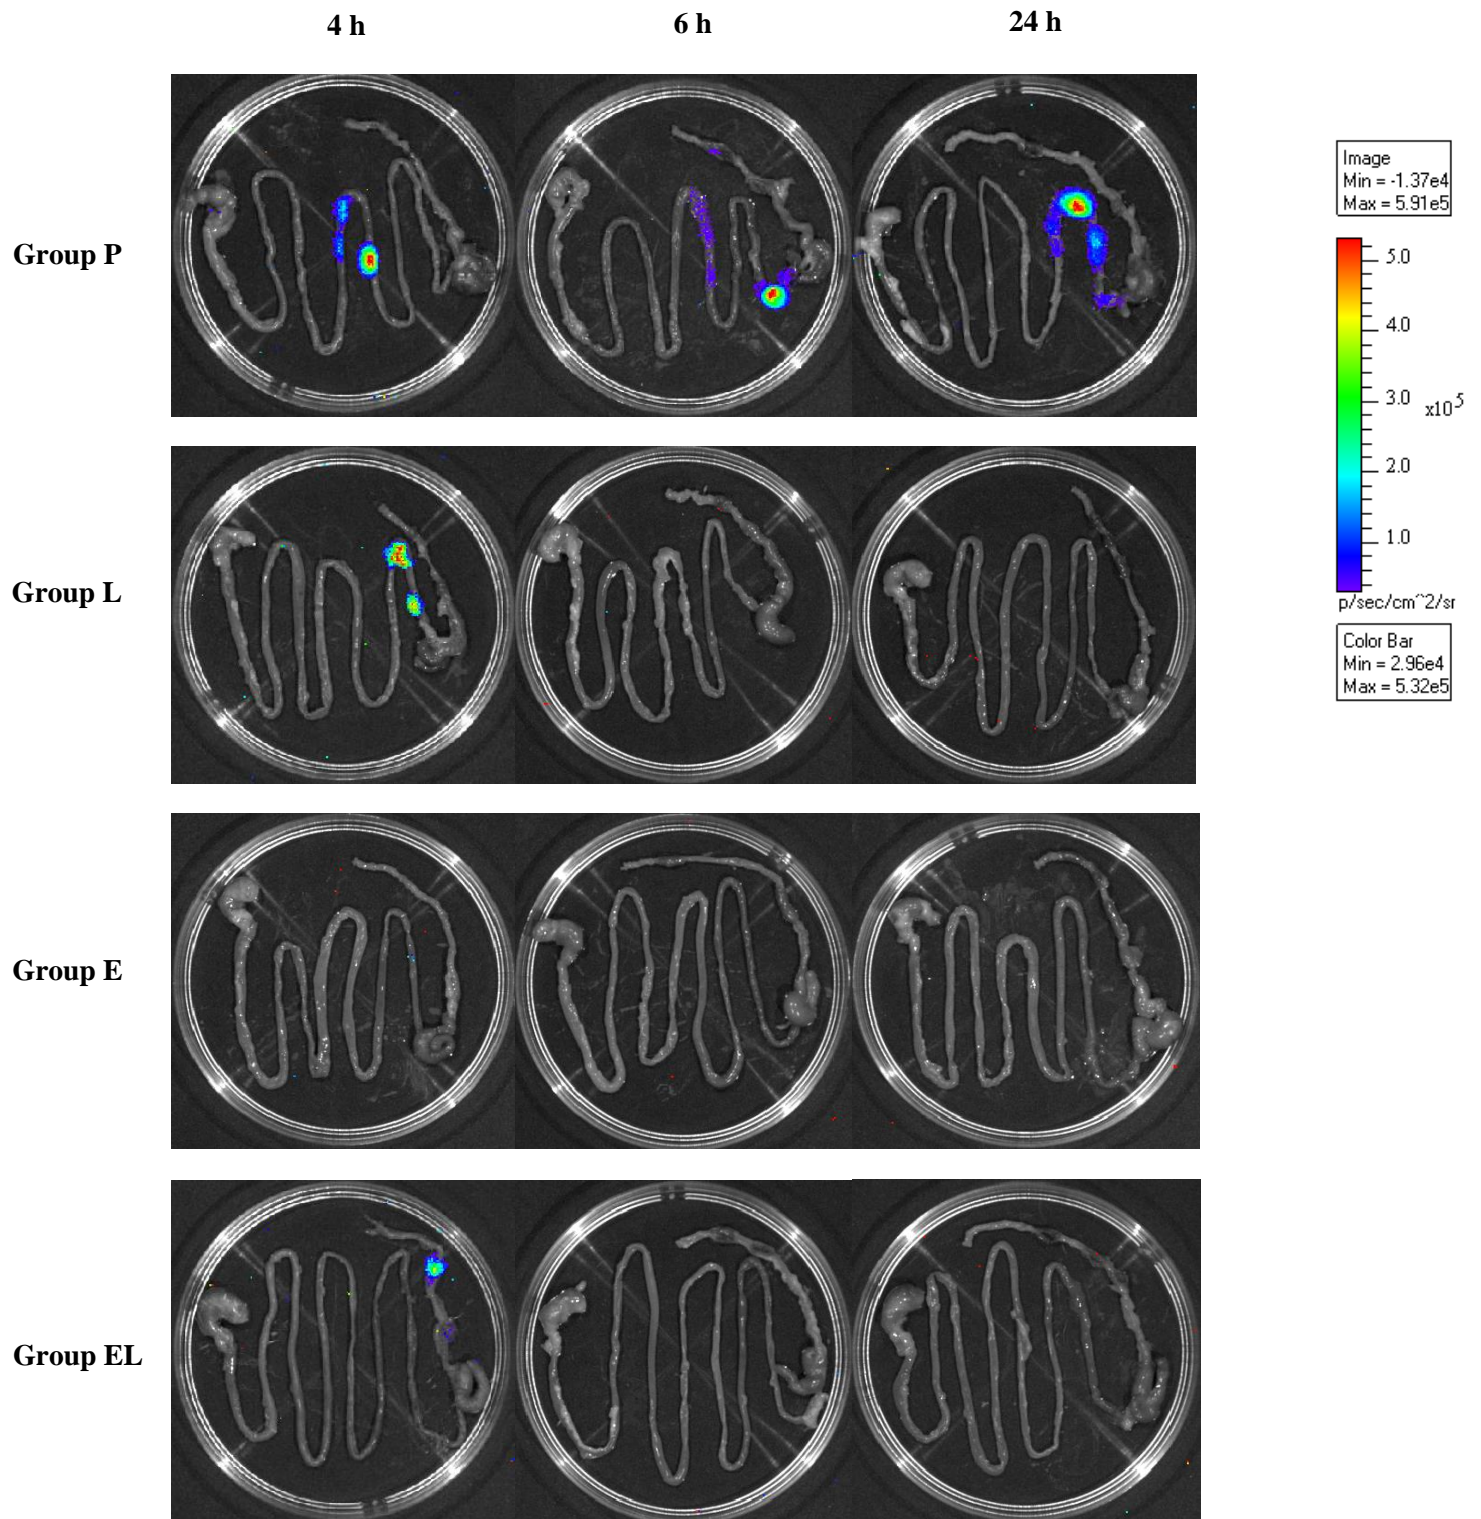 4 h
6 h
24 h
Group P
Group L
Group E
Group EL
Image
Min = -1.37e4
Max = 5.91e5
5.0
4.0
3.0
x10^5
2.0
1.0
p/sec/cm^2/sr
Color Bar
Min = 2.96e4
Max = 5.32e5